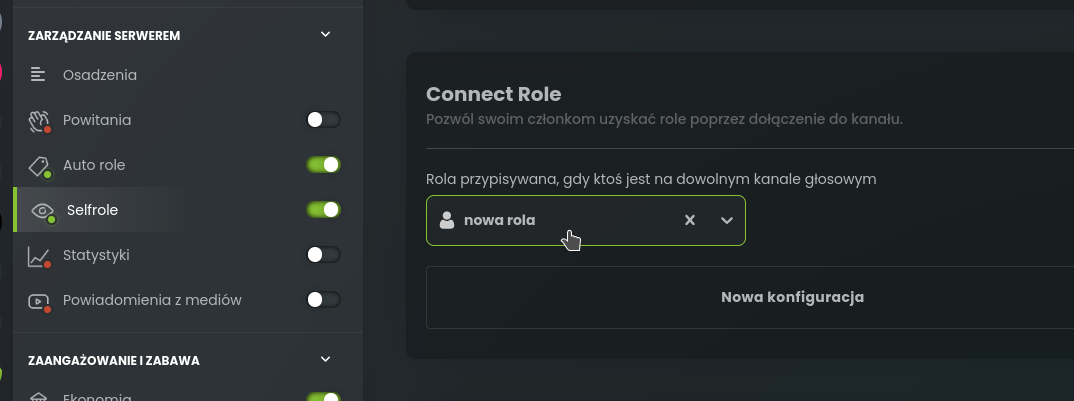 ZARZĄDZANIE SERWEREM
Osadzenia
Powitania
Auto role
Selfrole
Statystyki
Powiadomienia z mediów
ZAANGAŻOWANIE I ZABAWA
Ekonomia
Connect Role
Pozwól swoim członkom uzyskać role poprzez dołączenie do kanału.
Rola przypisywana, gdy ktoś jest na dowolnym kanale głosowym
nowa rola
Nowa konfiguracja